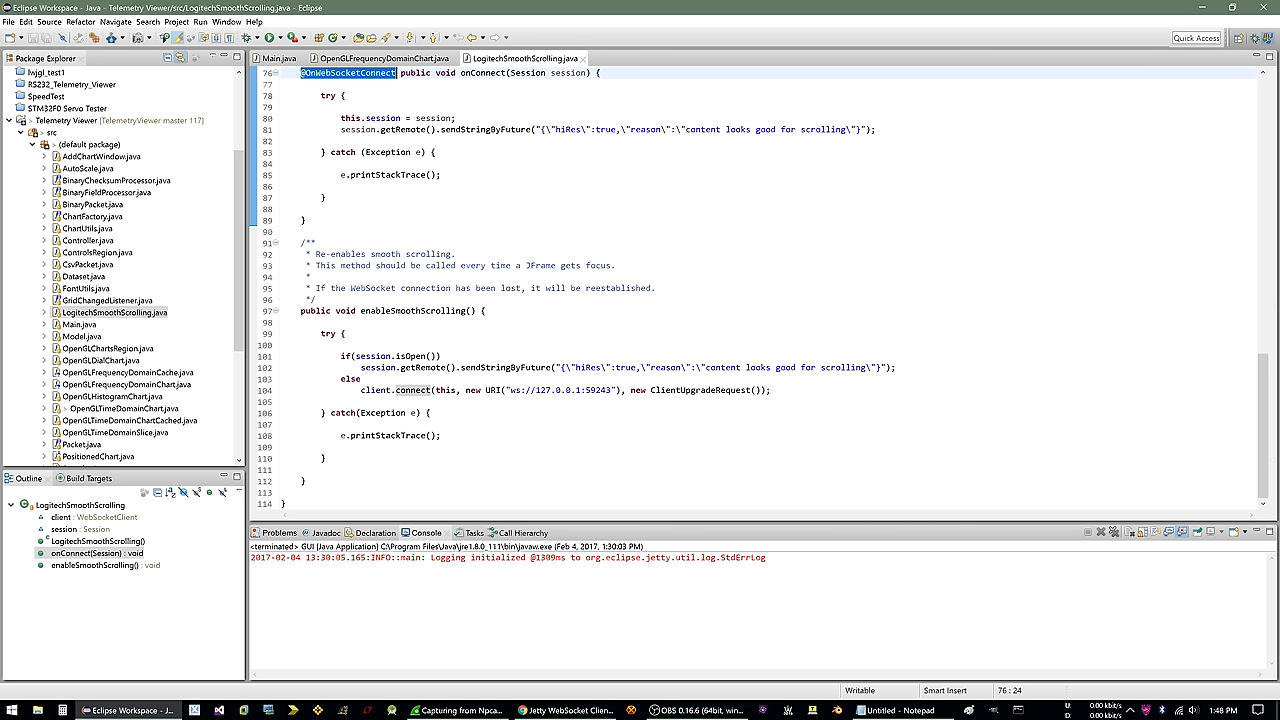 Eclipse Workspace - Java - Telemetry Viewer/src/LogitechSmoothScrolling.java - Eclipse
File Edit Source Refactor Navigate Search Project Run Window Help
Quick Access
Package Explorer
lwjgl_test1
RS232_Telemetry_Viewer
SpeedTest
STM32F0 Servo Tester
> Telemetry Viewer [TelemetryViewer master 117]
> src
> (default package)
AddChartWindow.java
AutoScale.java
BinaryChecksumProcessor.java
BinaryFieldProcessor.java
BinaryPacket.java
ChartFactory.java
ChartUtils.java
Controller.java
ControlsRegion.java
CsvPacket.java
Dataset.java
FontUtils.java
GridChangedListener.java
LogitechSmoothScrolling.java
Main.java
Model.java
OpenGLChartsRegion.java
OpenGLDialChart.java
OpenGLFrequencyDomainCache.java
OpenGLFrequencyDomainChart.java
OpenGLHistogramChart.java
> OpenGLTimeDomainChart.java
OpenGLTimeDomainChartCached.java
OpenGLTimeDomainSlice.java
Packet.java
PositionedChart.java
Outline Build Targets
LogitechSmoothScrolling
client : WebSocketClient
session : Session
LogitechSmoothScrolling()
onConnect(Session) : void
enableSmoothScrolling() : void
Main.java OpenGLFrequencyDomainChart.java LogitechSmoothScrolling.java
76 @OnWebSocketConnect public void onConnect(Session session) {
77
78 try {
79
80 this.session = session;
81 session.getRemote().sendStringByFuture("{\"hiRes\":true,\"reason\":\"content looks good for scrolling\"}");
82
83 } catch (Exception e) {
84
85 e.printStackTrace();
86
87 }
88
89 }
90
91 /**
92 * Re-enables smooth scrolling.
93 * This method should be called every time a JFrame gets focus.
94 *
95 * If the WebSocket connection has been lost, it will be reestablished.
96 */
97 public void enableSmoothScrolling() {
98
99 try {
100
101 if(session.isOpen())
102 session.getRemote().sendStringByFuture("{\"hiRes\":true,\"reason\":\"content looks good for scrolling\"}");
103 else
104 client.connect(this, new URI("ws://127.0.0.1:59243"), new ClientUpgradeRequest());
105
106 } catch(Exception e) {
107
108 e.printStackTrace();
109
110 }
111
112 }
113
114 }
Problems Javadoc Declaration Console Tasks Call Hierarchy
<terminated> GUI [Java Application] C:\Program Files\Java\jre1.8.0_111\bin\javaw.exe (Feb 4, 2017, 1:30:03 PM)
2017-02-04 13:30:05.165:INFO::main: Logging initialized @1309ms to org.eclipse.jetty.util.log.StdErrLog
Writable Smart Insert 76 : 24
Eclipse Workspace - J... Capturing from Npca... Jetty WebSocket Clien... OBS 0.16.6 (64bit, win... Untitled - Notepad
U: 0.00 kbit/s
D: 0.00 kbit/s
1:48 PM